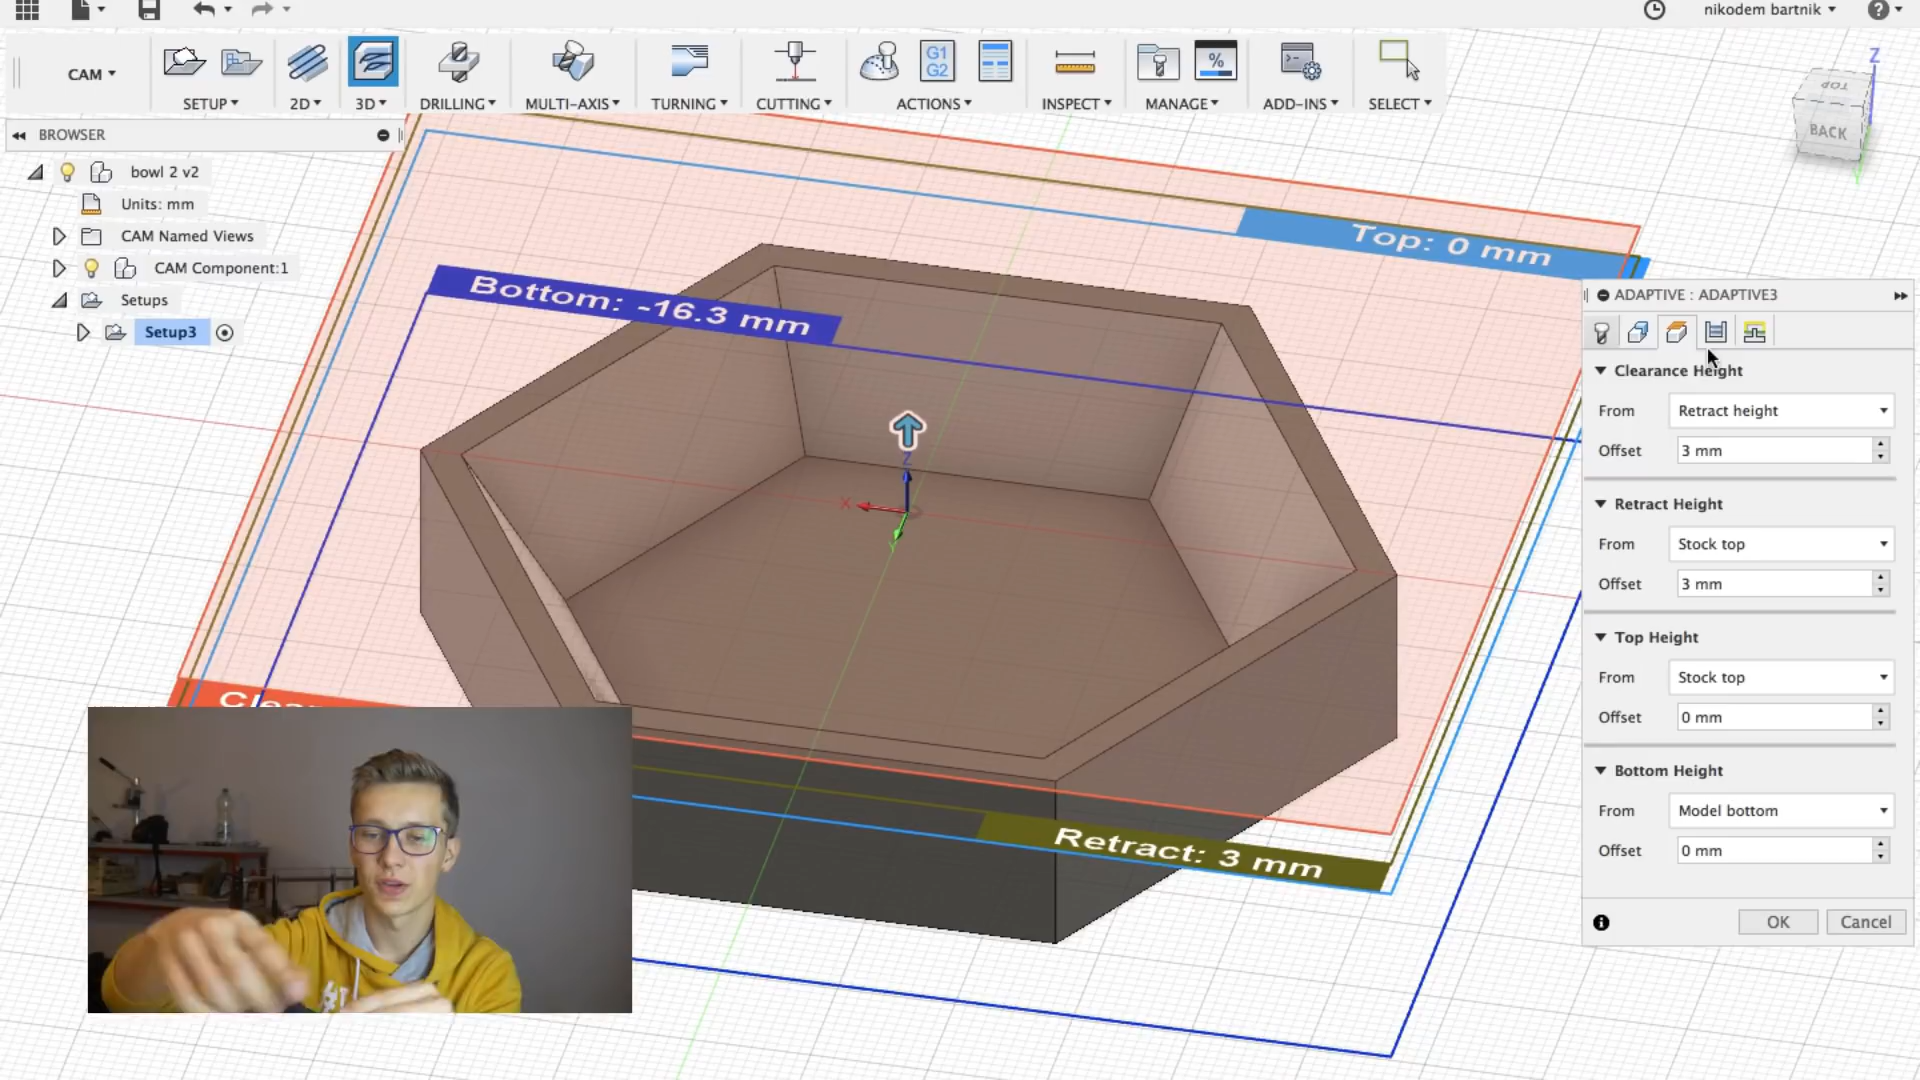 nikodem bartnik
CAM
SETUP
2D
3D
DRILLING
MULTI-AXIS
TURNING
CUTTING
G1
G2
ACTIONS
INSPECT
%
MANAGE
ADD-INS
SELECT
Z
TOP
BACK
BROWSER
bowl 2 v2
Units: mm
CAM Named Views
CAM Component:1
Setups
Setup3
Top: 0 mm
Bottom: -16.3 mm
Z
X
Y
Retract: 3 mm
ADAPTIVE : ADAPTIVE3
Clearance Height
From Retract height
Offset 3 mm
Retract Height
From Stock top
Offset 3 mm
Top Height
From Stock top
Offset 0 mm
Bottom Height
From Model bottom
Offset 0 mm
OK Cancel